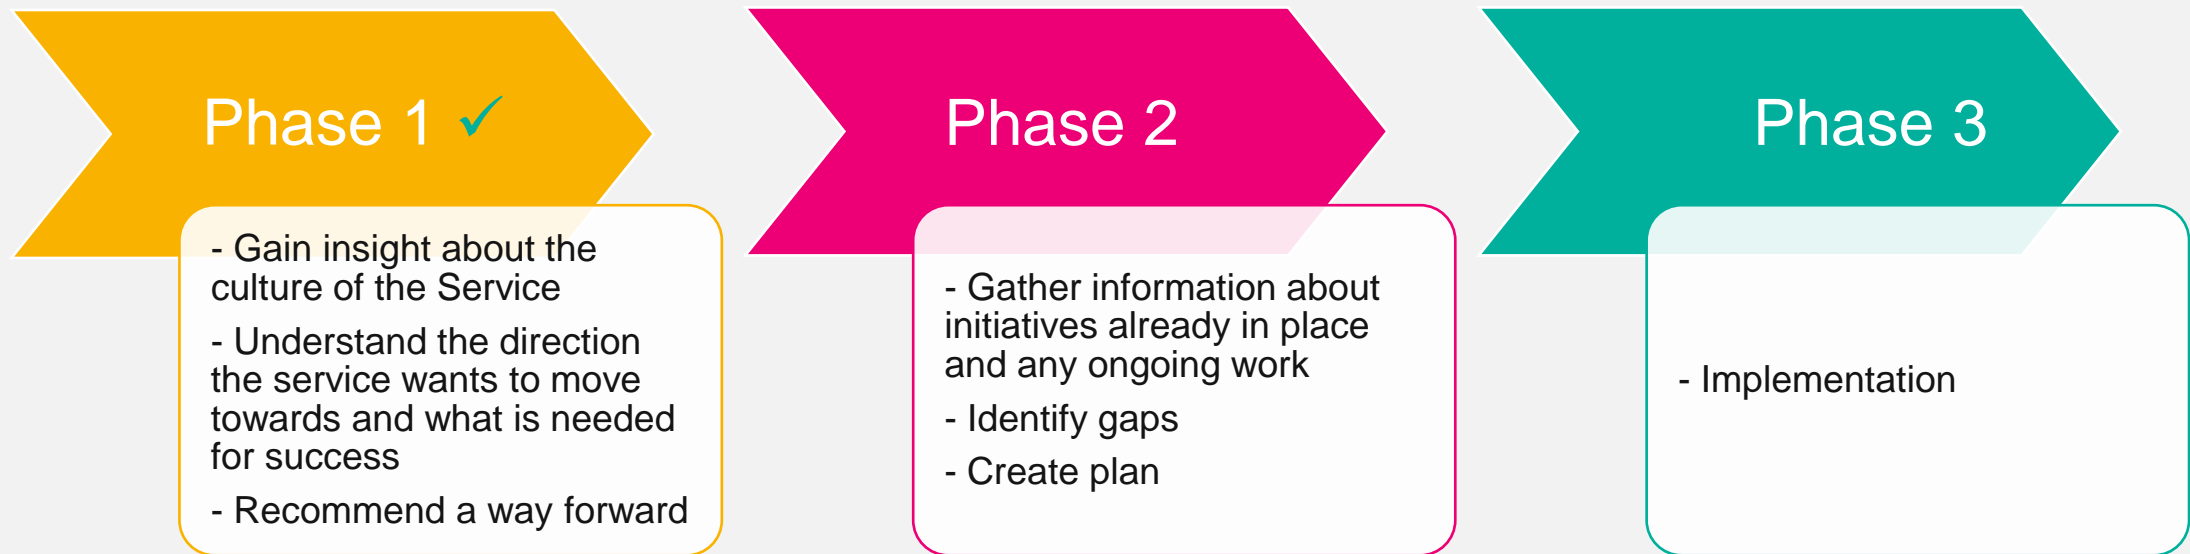 Phase 1 ✓
- Gain insight about the
culture of the Service
- Understand the direction
the service wants to move
towards and what is needed
for success
- Recommend a way forward
Phase 2
- Gather information about
initiatives already in place
and any ongoing work
- Identify gaps
- Create plan
Phase 3
- Implementation